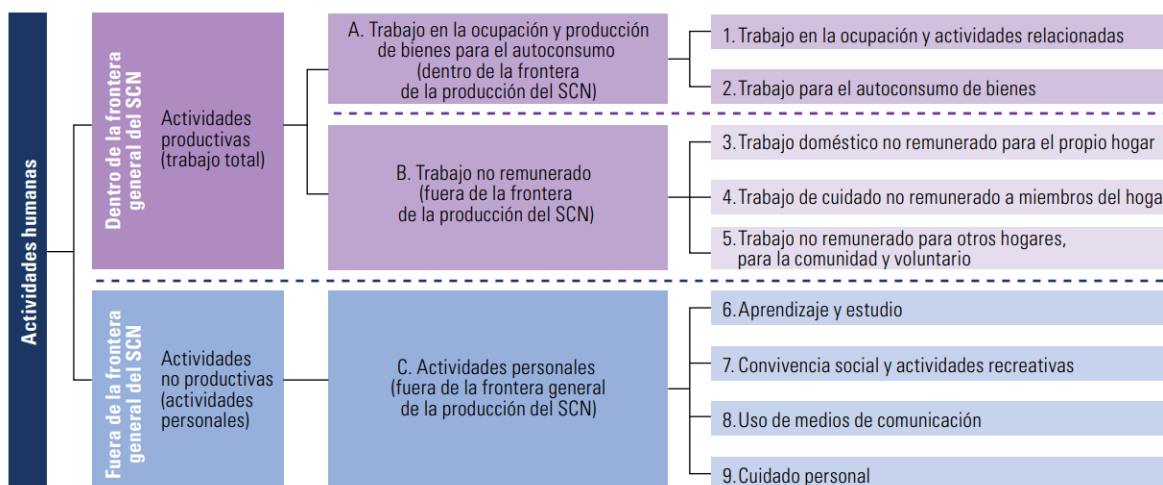 Actividades humanas
Dentro de la frontera
general del SCN
Actividades
productivas
(trabajo total)
A. Trabajo en la ocupación y producción
de bienes para el autoconsumo
(dentro de la frontera
de la producción del SCN)
1. Trabajo en la ocupación y actividades relacionadas
2. Trabajo para el autoconsumo de bienes
B. Trabajo no remunerado
(fuera de la frontera
de la producción del SCN)
3. Trabajo doméstico no remunerado para el propio hogar
4. Trabajo de cuidado no remunerado a miembros del hoga
5. Trabajo no remunerado para otros hogares,
para la comunidad y voluntario
Fuera de la frontera
general del SCN
Actividades
no productivas
(actividades
personales)
C. Actividades personales
(fuera de la frontera general
de la producción del SCN)
6. Aprendizaje y estudio
7. Convivencia social y actividades recreativas
8. Uso de medios de comunicación
9. Cuidado personal